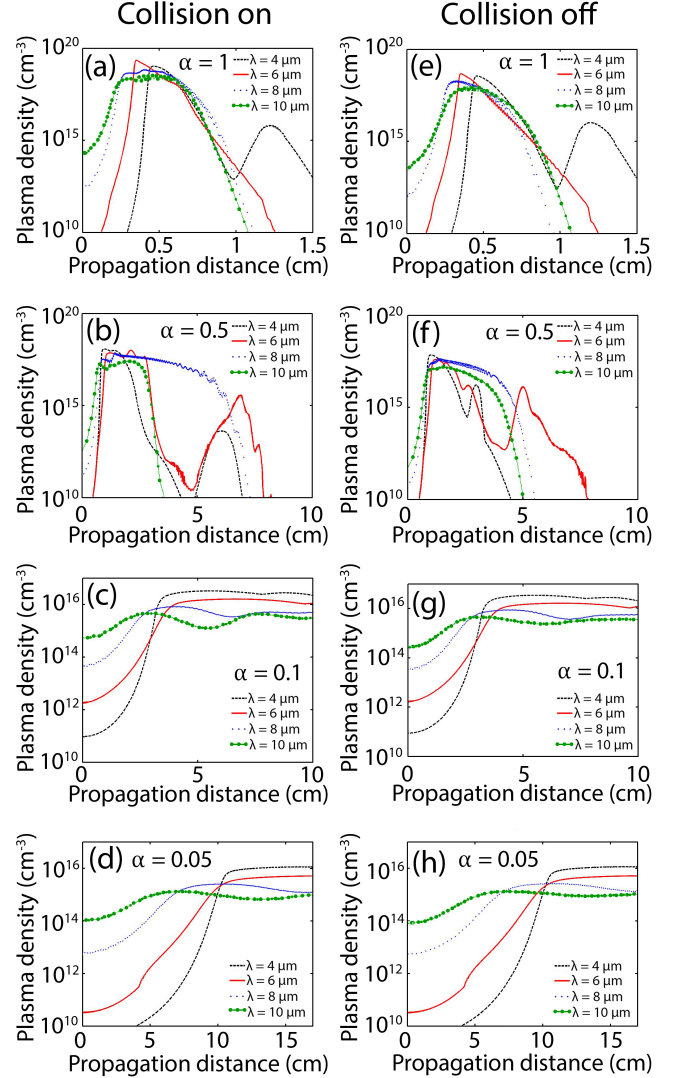 Collision on
Collision off
(a)
α = 1
λ = 4 μm
λ = 6 μm
λ = 8 μm
λ = 10 μm
Plasma density (cm⁻³)
10²⁰
10¹⁵
10¹⁰
0 0.5 1 1.5
Propagation distance (cm)
(e)
α = 1
λ = 4 μm
λ = 6 μm
λ = 8 μm
λ = 10 μm
Plasma density (cm⁻³)
10²⁰
10¹⁵
10¹⁰
0 0.5 1 1.5
Propagation distance (cm)
(b)
α = 0.5
λ = 4 μm
λ = 6 μm
λ = 8 μm
λ = 10 μm
Plasma density (cm⁻³)
10²⁰
10¹⁵
10¹⁰
0 5 10
Propagation distance (cm)
(f)
α = 0.5
λ = 4 μm
λ = 6 μm
λ = 8 μm
λ = 10 μm
Plasma density (cm⁻³)
10²⁰
10¹⁵
10¹⁰
0 5 10
Propagation distance (cm)
(c)
α = 0.1
λ = 4 μm
λ = 6 μm
λ = 8 μm
λ = 10 μm
Plasma density (cm⁻³)
10¹⁶
10¹⁴
10¹²
10¹⁰
0 5 10
Propagation distance (cm)
(g)
α = 0.1
λ = 4 μm
λ = 6 μm
λ = 8 μm
λ = 10 μm
Plasma density (cm⁻³)
10¹⁶
10¹⁴
10¹²
10¹⁰
0 5 10
Propagation distance (cm)
(d)
α = 0.05
λ = 4 μm
λ = 6 μm
λ = 8 μm
λ = 10 μm
Plasma density (cm⁻³)
10¹⁶
10¹⁴
10¹²
10¹⁰
0 5 10 15
Propagation distance (cm)
(h)
α = 0.05
λ = 4 μm
λ = 6 μm
λ = 8 μm
λ = 10 μm
Plasma density (cm⁻³)
10¹⁶
10¹⁴
10¹²
10¹⁰
0 5 10 15
Propagation distance (cm)